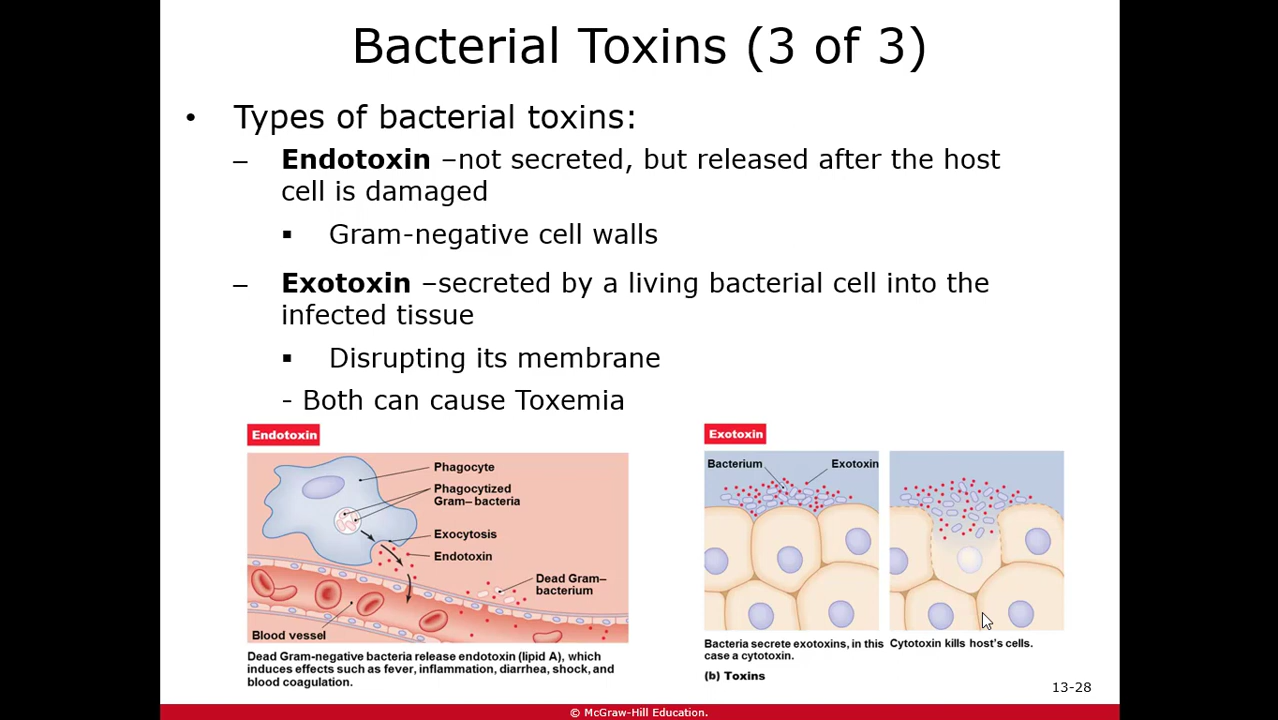 Bacterial Toxins (3 of 3)
• Types of bacterial toxins:
– Endotoxin –not secreted, but released after the host
cell is damaged
▪ Gram-negative cell walls
– Exotoxin –secreted by a living bacterial cell into the
infected tissue
▪ Disrupting its membrane
- Both can cause Toxemia
Endotoxin
Phagocyte
Phagocytized
Gram– bacteria
Exocytosis
Endotoxin
Dead Gram–
bacterium
Blood vessel
Dead Gram-negative bacteria release endotoxin (lipid A), which
induces effects such as fever, inflammation, diarrhea, shock, and
blood coagulation.
Exotoxin
Bacterium
Exotoxin
Bacteria secrete exotoxins, in this
case a cytotoxin.
Cytotoxin kills host’s cells.
(b) Toxins
13-28
© McGraw-Hill Education.